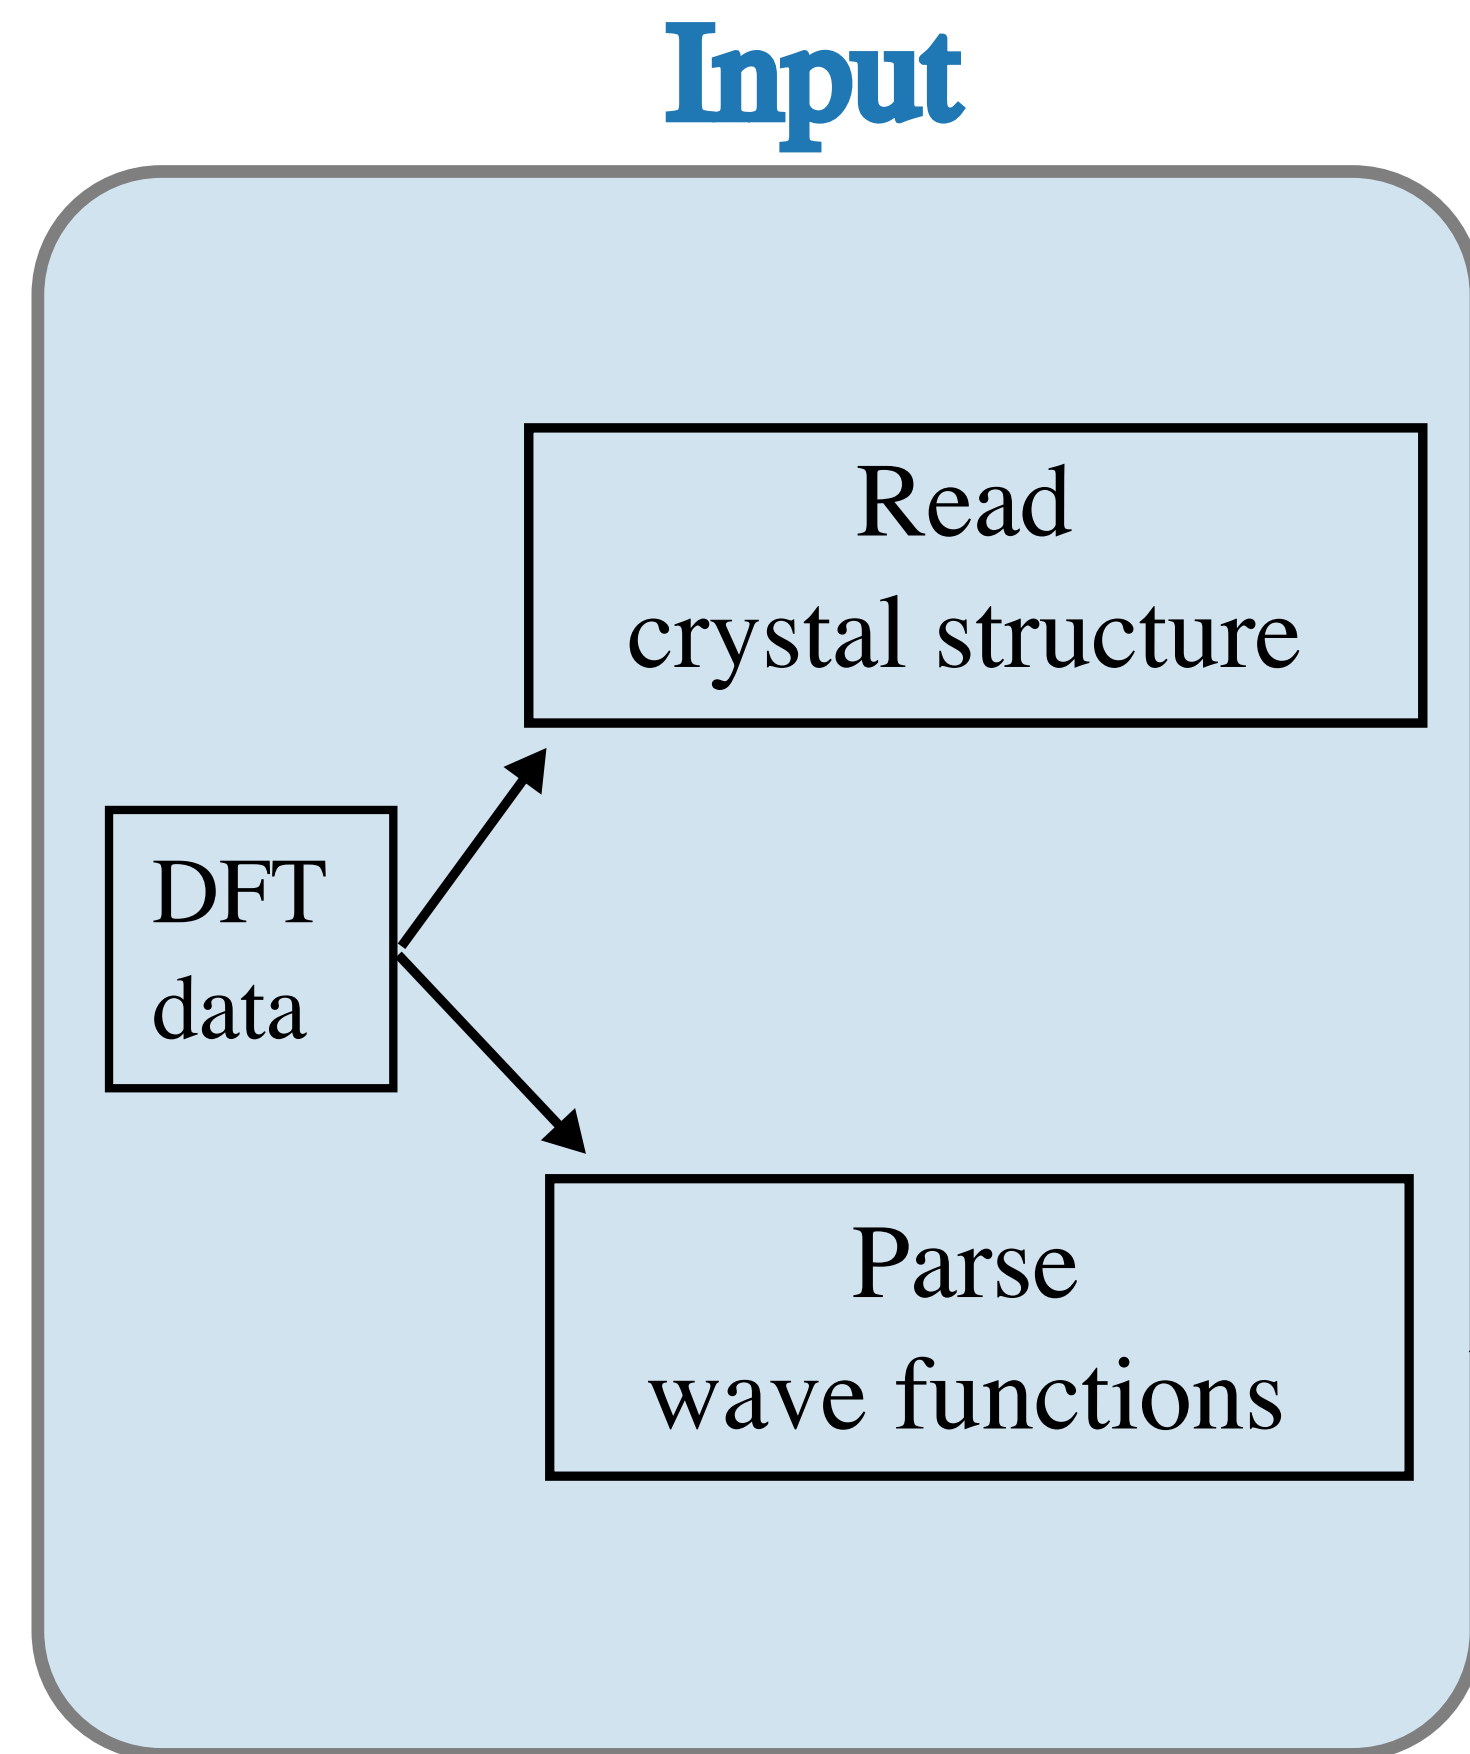 Input
Read
crystal structure
DFT
data
Parse
wave functions